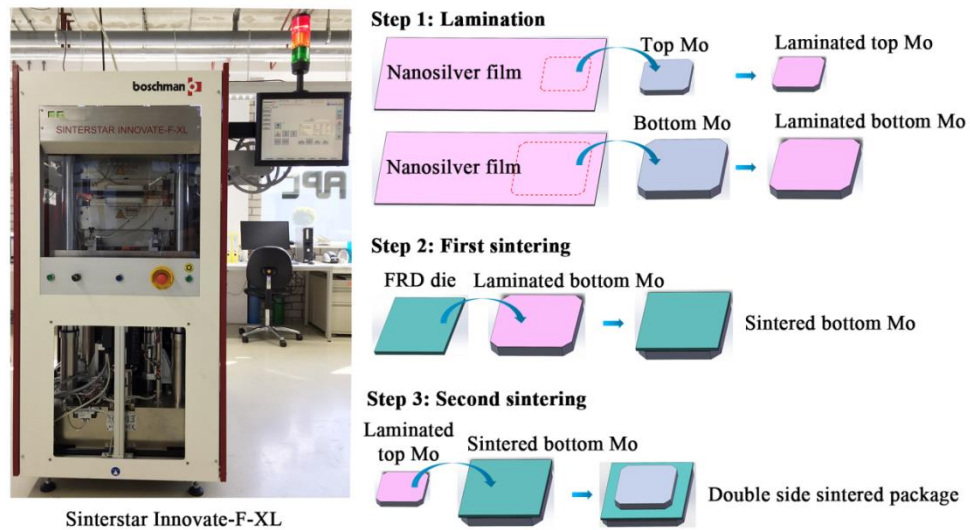 boschman
SINTERSTAR INNOVATE-F-XL
APC
Sinterstar Innovate-F-XL
Step 1: Lamination
Nanosilver film
Top Mo
Laminated top Mo
Nanosilver film
Bottom Mo
Laminated bottom Mo
Step 2: First sintering
FRD die
Laminated bottom Mo
Sintered bottom Mo
Step 3: Second sintering
Laminated
top Mo
Sintered bottom Mo
Double side sintered package